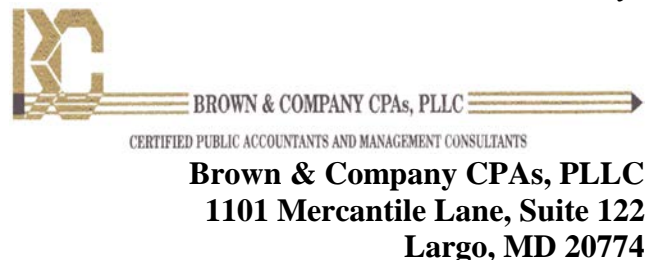 BC
BROWN & COMPANY CPAs, PLLC
CERTIFIED PUBLIC ACCOUNTANTS AND MANAGEMENT CONSULTANTS
Brown & Company CPAs, PLLC
1101 Mercantile Lane, Suite 122
Largo, MD 20774